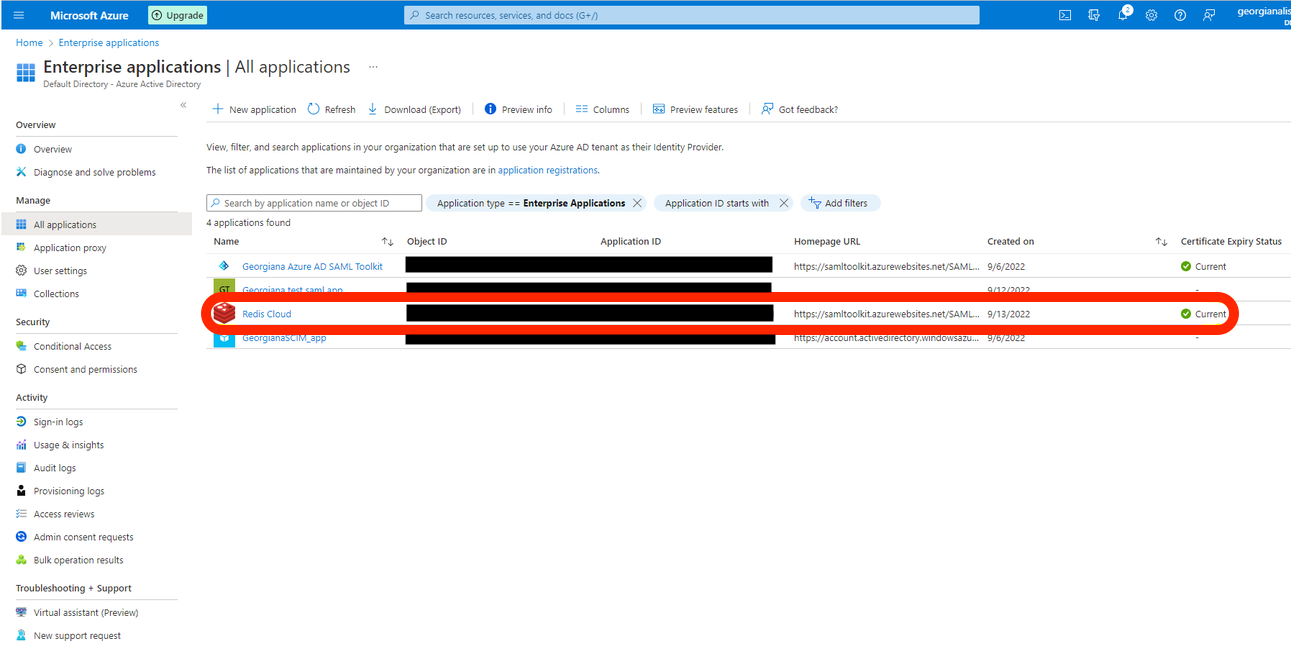 Microsoft Azure
Upgrade
Search resources, services, and docs (G+/)
2
georgianalis
Home > Enterprise applications
Enterprise applications | All applications ...
Default Directory - Azure Active Directory
«
Overview
Overview
Diagnose and solve problems
Manage
All applications
Application proxy
User settings
Collections
Security
Conditional Access
Consent and permissions
Activity
Sign-in logs
Usage & insights
Audit logs
Provisioning logs
Access reviews
Admin consent requests
Bulk operation results
Troubleshooting + Support
Virtual assistant (Preview)
New support request
New application Refresh Download (Export) Preview info Columns Preview features Got feedback?
View, filter, and search applications in your organization that are set up to use your Azure AD tenant as their Identity Provider.
The list of applications that are maintained by your organization are in application registrations.
Search by application name or object ID Application type == Enterprise Applications Application ID starts with Add filters
4 applications found
Name Object ID Application ID Homepage URL Created on Certificate Expiry Status
Georgiana Azure AD SAML Toolkit https://samltoolkit.azurewebsites.net/SAML... 9/6/2022 Current
GT Georgiana test saml app 9/12/2022 -
Redis Cloud https://samltoolkit.azurewebsites.net/SAML... 9/13/2022 Current
GeorgianaSCIM_app https://account.activedirectory.windowsazu... 9/6/2022 -